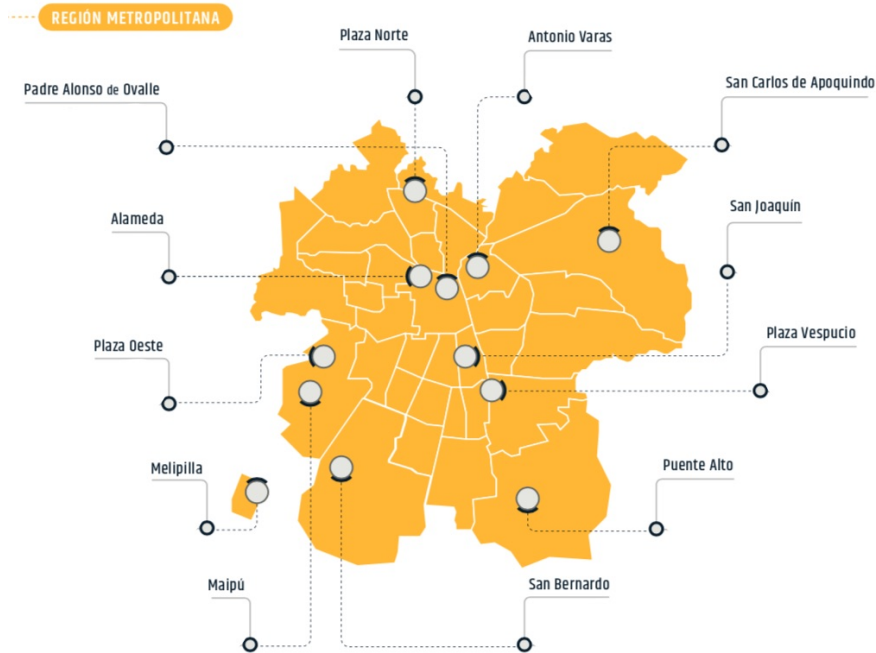 REGIÓN METROPOLITANA
Plaza Norte
Antonio Varas
Padre Alonso de Ovalle
San Carlos de Apoquindo
Alameda
San Joaquín
Plaza Oeste
Plaza Vespucio
Melipilla
Puente Alto
Maipú
San Bernardo